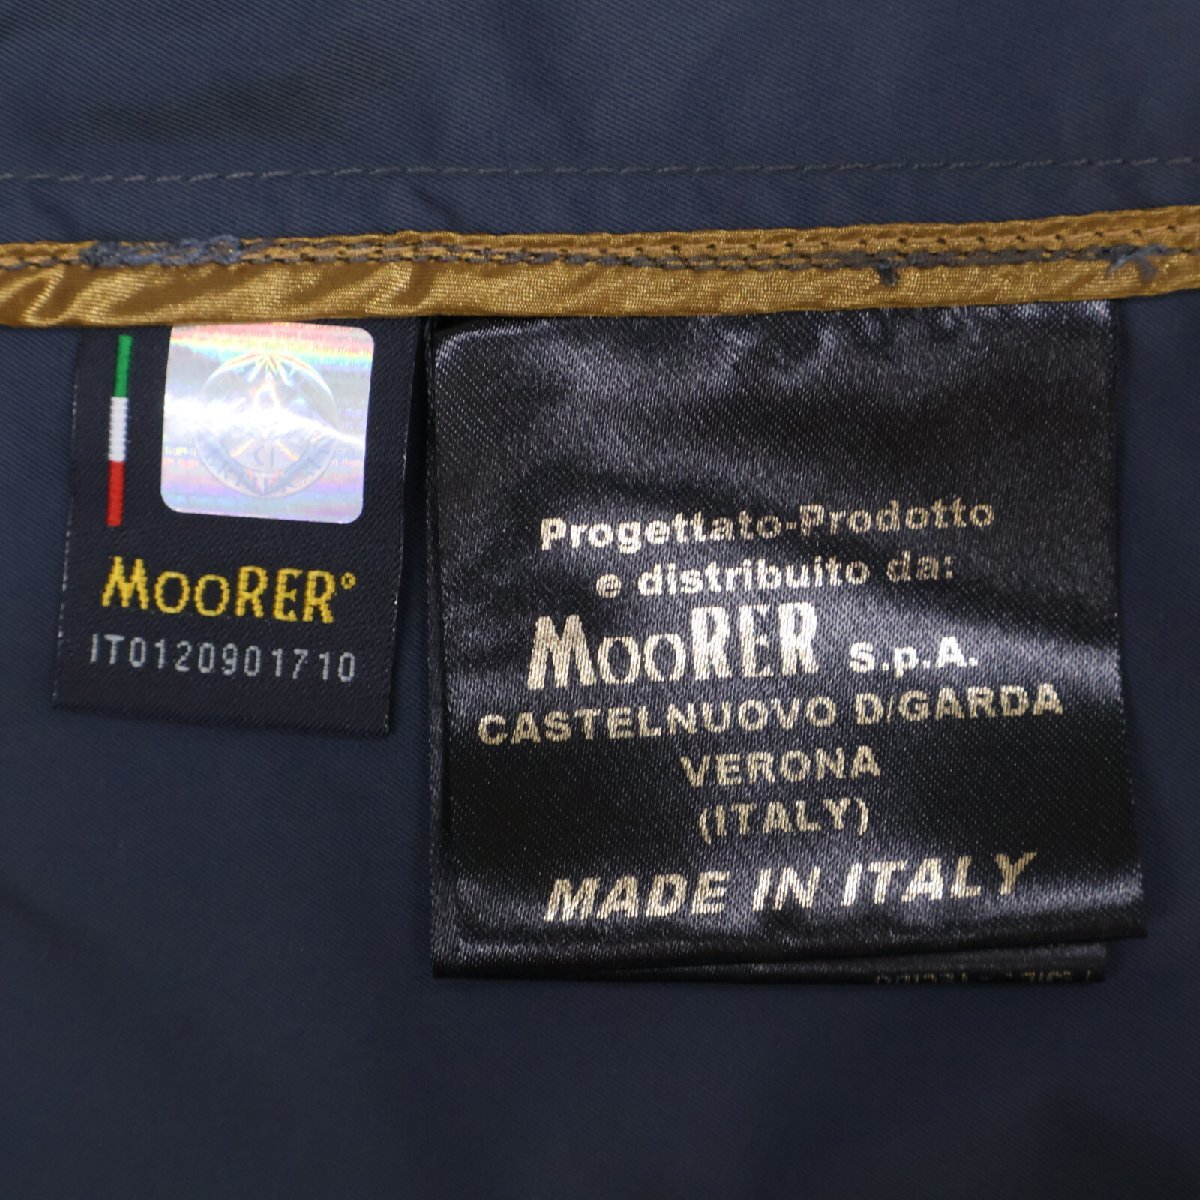 MooRER°
IT0120901710
Progettato-Prodotto
e distribuito da:
MooRER S.p.A.
CASTELNUOVO D/GARDA
VERONA
(ITALY)
MADE IN ITALY